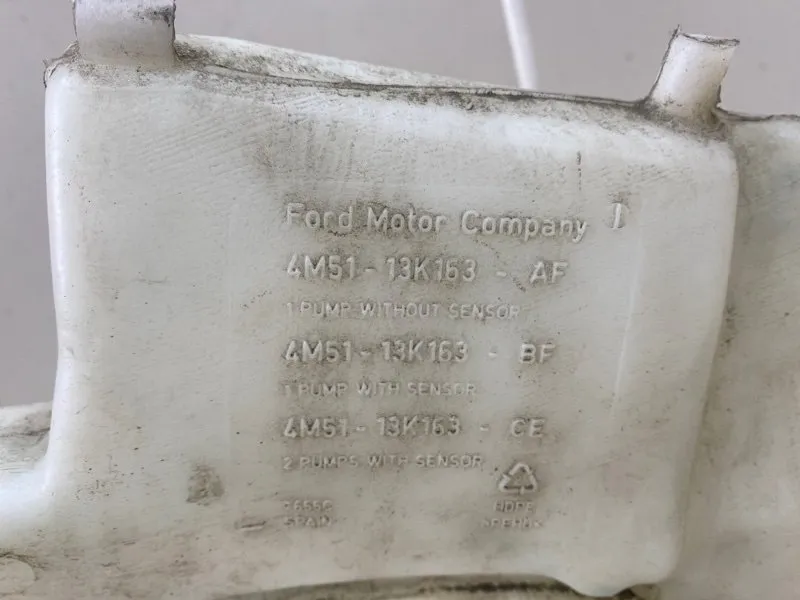 Ford Motor Company
4M51-13K163 - AF
1 PUMP WITHOUT SENSOR
4M51-13K163 - BF
1 PUMP WITH SENSOR
4M51-13K163 - CE
2 PUMPS WITH SENSOR
SPAIN
HDPE